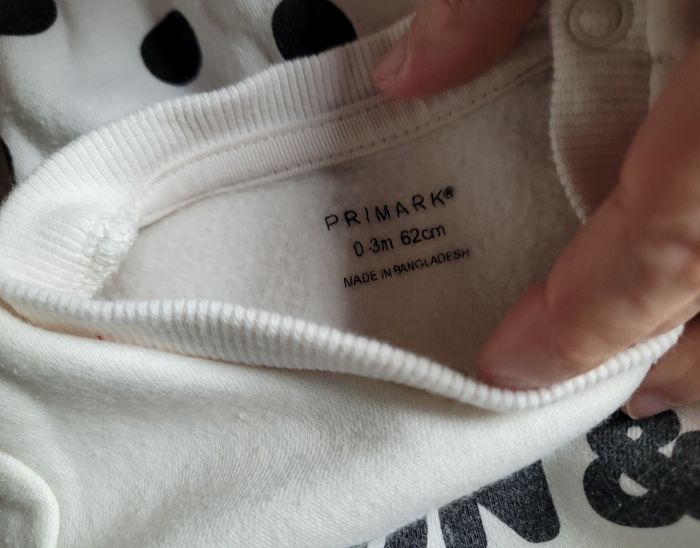 PRIMARK®
0-3m 62cm
MADE IN BANGLADESH
&